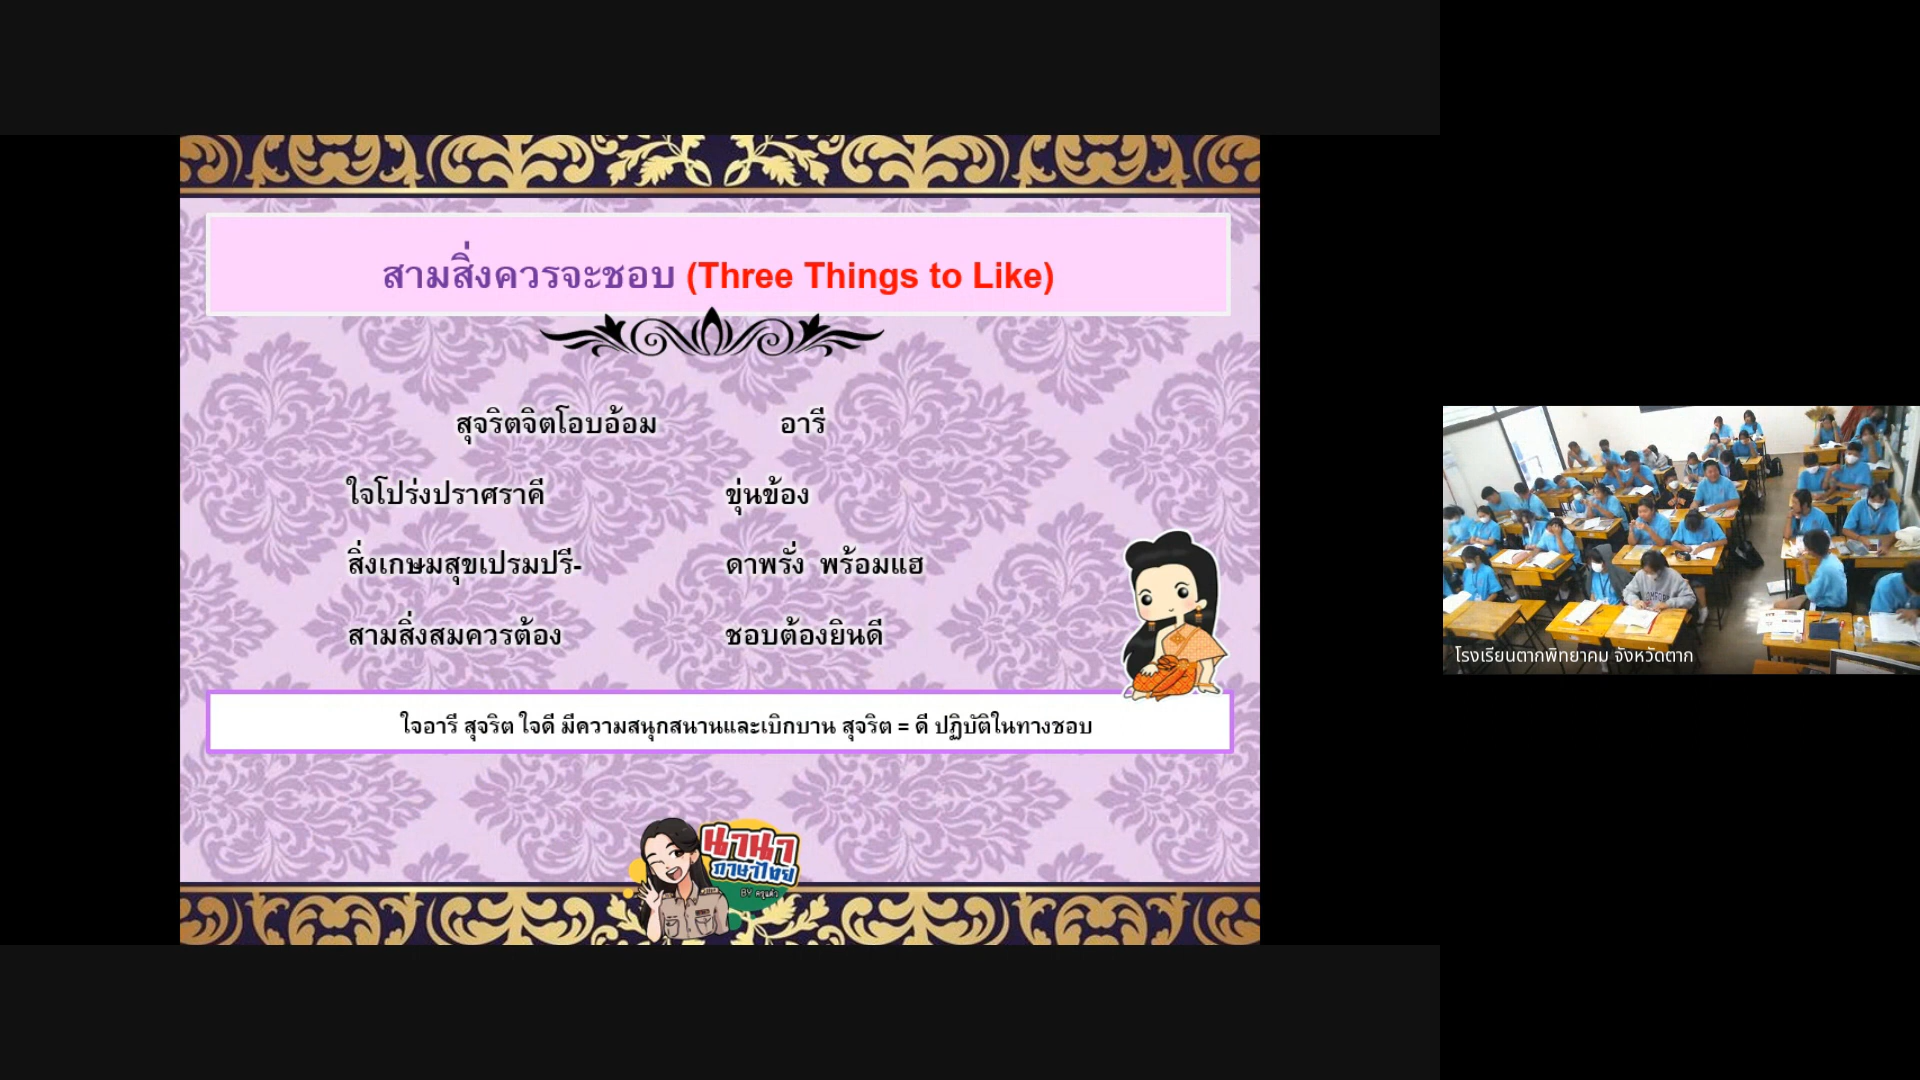 สามสิ่งควรจะชอบ (Three Things to Like)
สุจริตจิตโอบอ้อม อารี
ใจโปร่งปราศราคี ขุ่นข้อง
สิ่งเกษมสุขเปรมปรี- ดาพรั่ง พร้อมแฮ
สามสิ่งสมควรต้อง ชอบต้องยินดี
ใจอารี สุจริต ใจดี มีความสนุกสนานและเบิกบาน สุจริต = ดี ปฏิบัติในทางชอบ
นานา
ภาษาไทย
BY ครูแต้ว
โรงเรียนตากพิทยาคม จังหวัดตาก